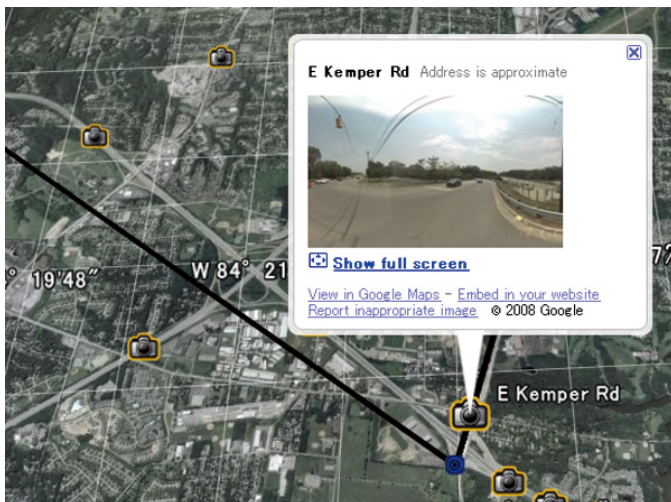 E Kemper Rd Address is approximate
Show full screen
View in Google Maps - Embed in your website
Report inappropriate image © 2008 Google
19'48"
W 84° 21
E Kemper Rd